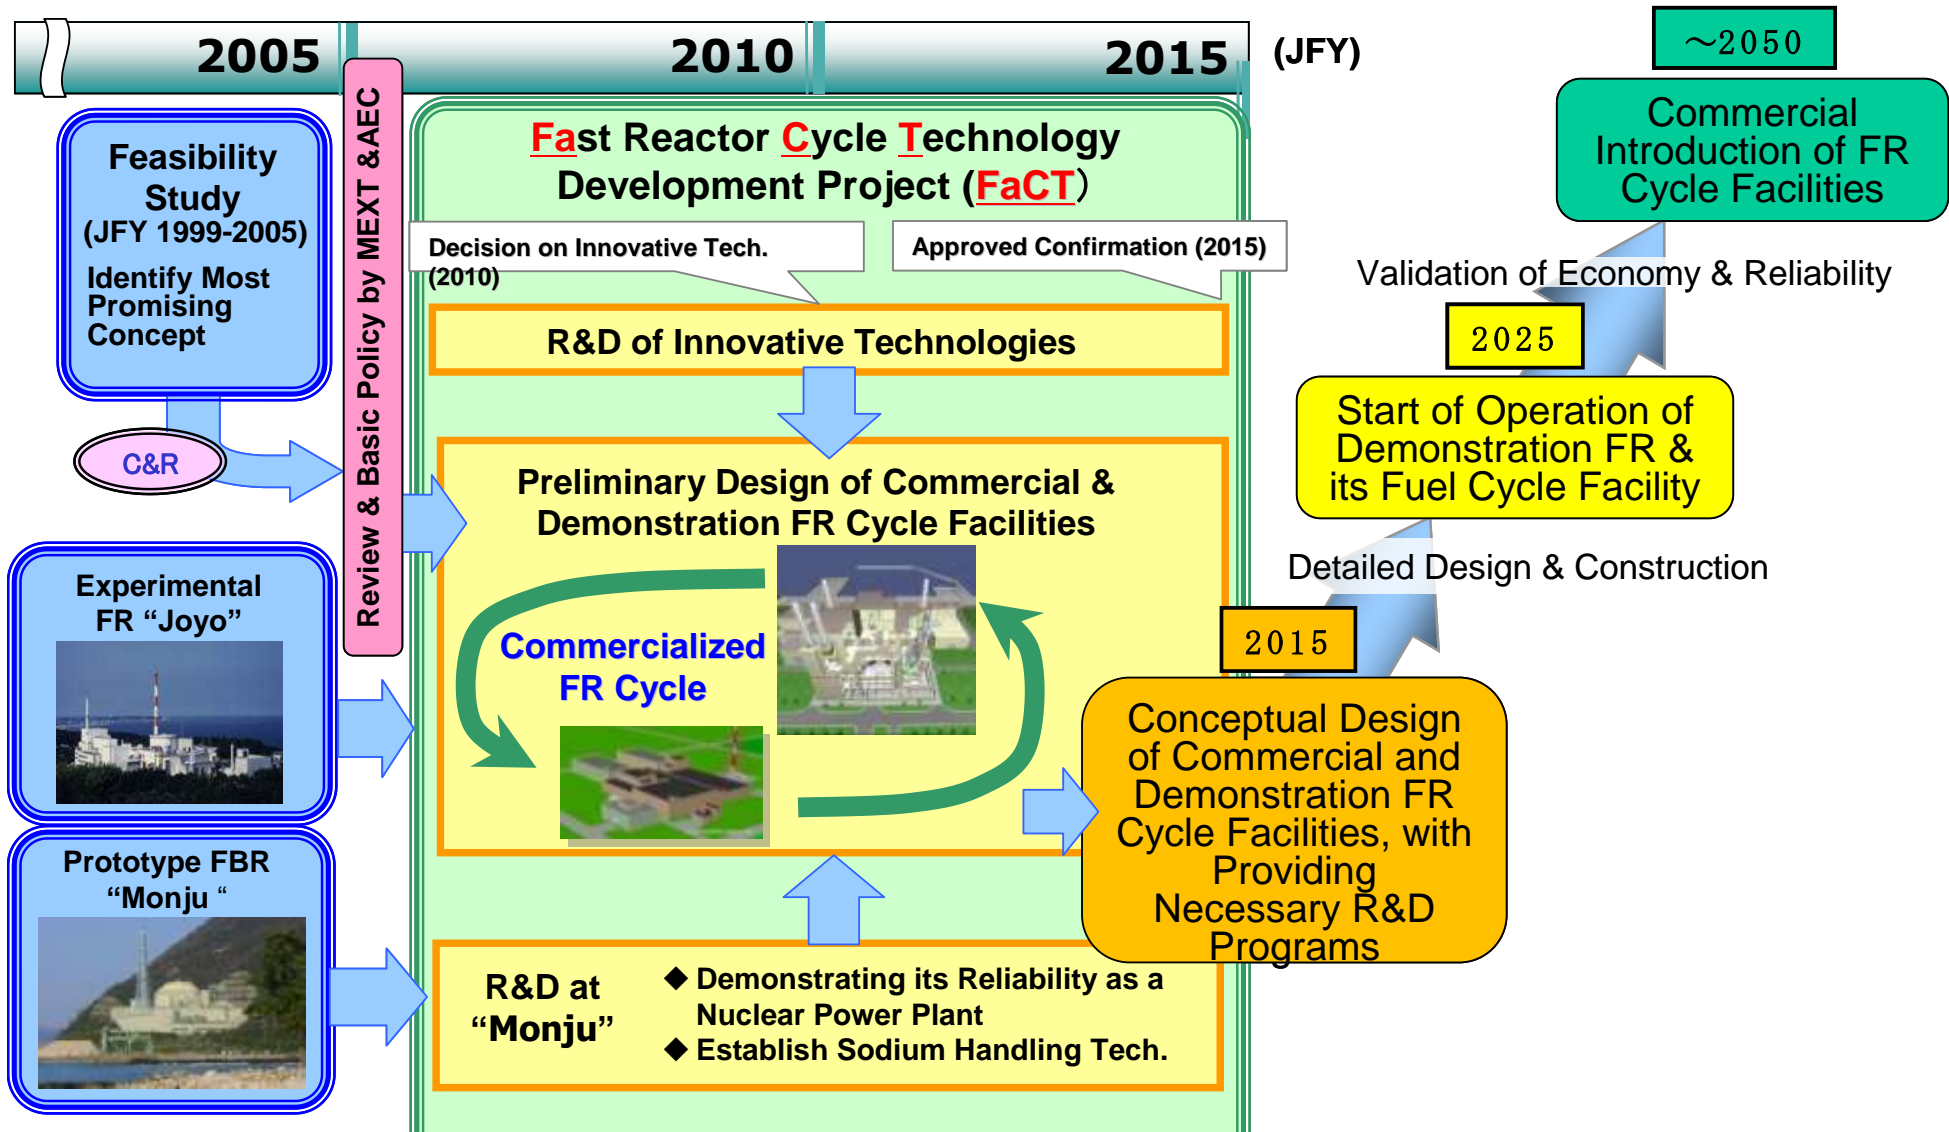 2005
2010
2015
(JFY)
Feasibility
Study
(JFY 1999-2005)
Identify Most
Promising
Concept
C&R
Review & Basic Policy by MEXT &AEC
Experimental
FR “Joyo”
Prototype FBR
“Monju “
Fast Reactor Cycle Technology
Development Project (FaCT)
Decision on Innovative Tech.
(2010)
Approved Confirmation (2015)
R&D of Innovative Technologies
Preliminary Design of Commercial &
Demonstration FR Cycle Facilities
Commercialized
FR Cycle
R&D at
“Monju”
◆ Demonstrating its Reliability as a
Nuclear Power Plant
◆ Establish Sodium Handling Tech.
～2050
Commercial
Introduction of FR
Cycle Facilities
Validation of Economy & Reliability
2025
Start of Operation of
Demonstration FR &
its Fuel Cycle Facility
Detailed Design & Construction
2015
Conceptual Design
of Commercial and
Demonstration FR
Cycle Facilities, with
Providing
Necessary R&D
Programs